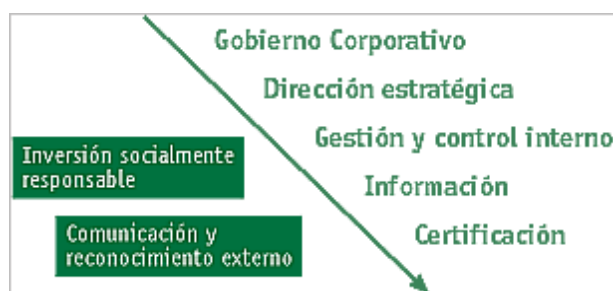 Gobierno Corporativo
Dirección estratégica
Gestión y control interno
Inversión socialmente
responsable
Información
Comunicación y
reconocimiento externo
Certificación